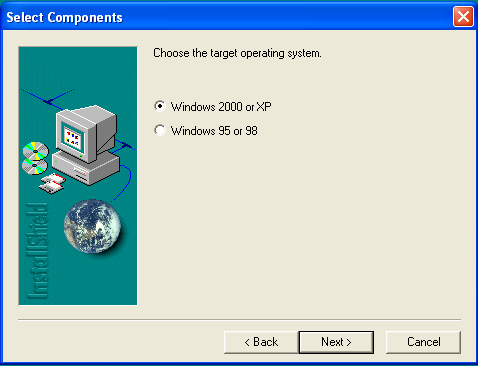 Select Components
Choose the target operating system.
Windows 2000 or XP
Windows 95 or 98
InstallShield
< Back
Next >
Cancel